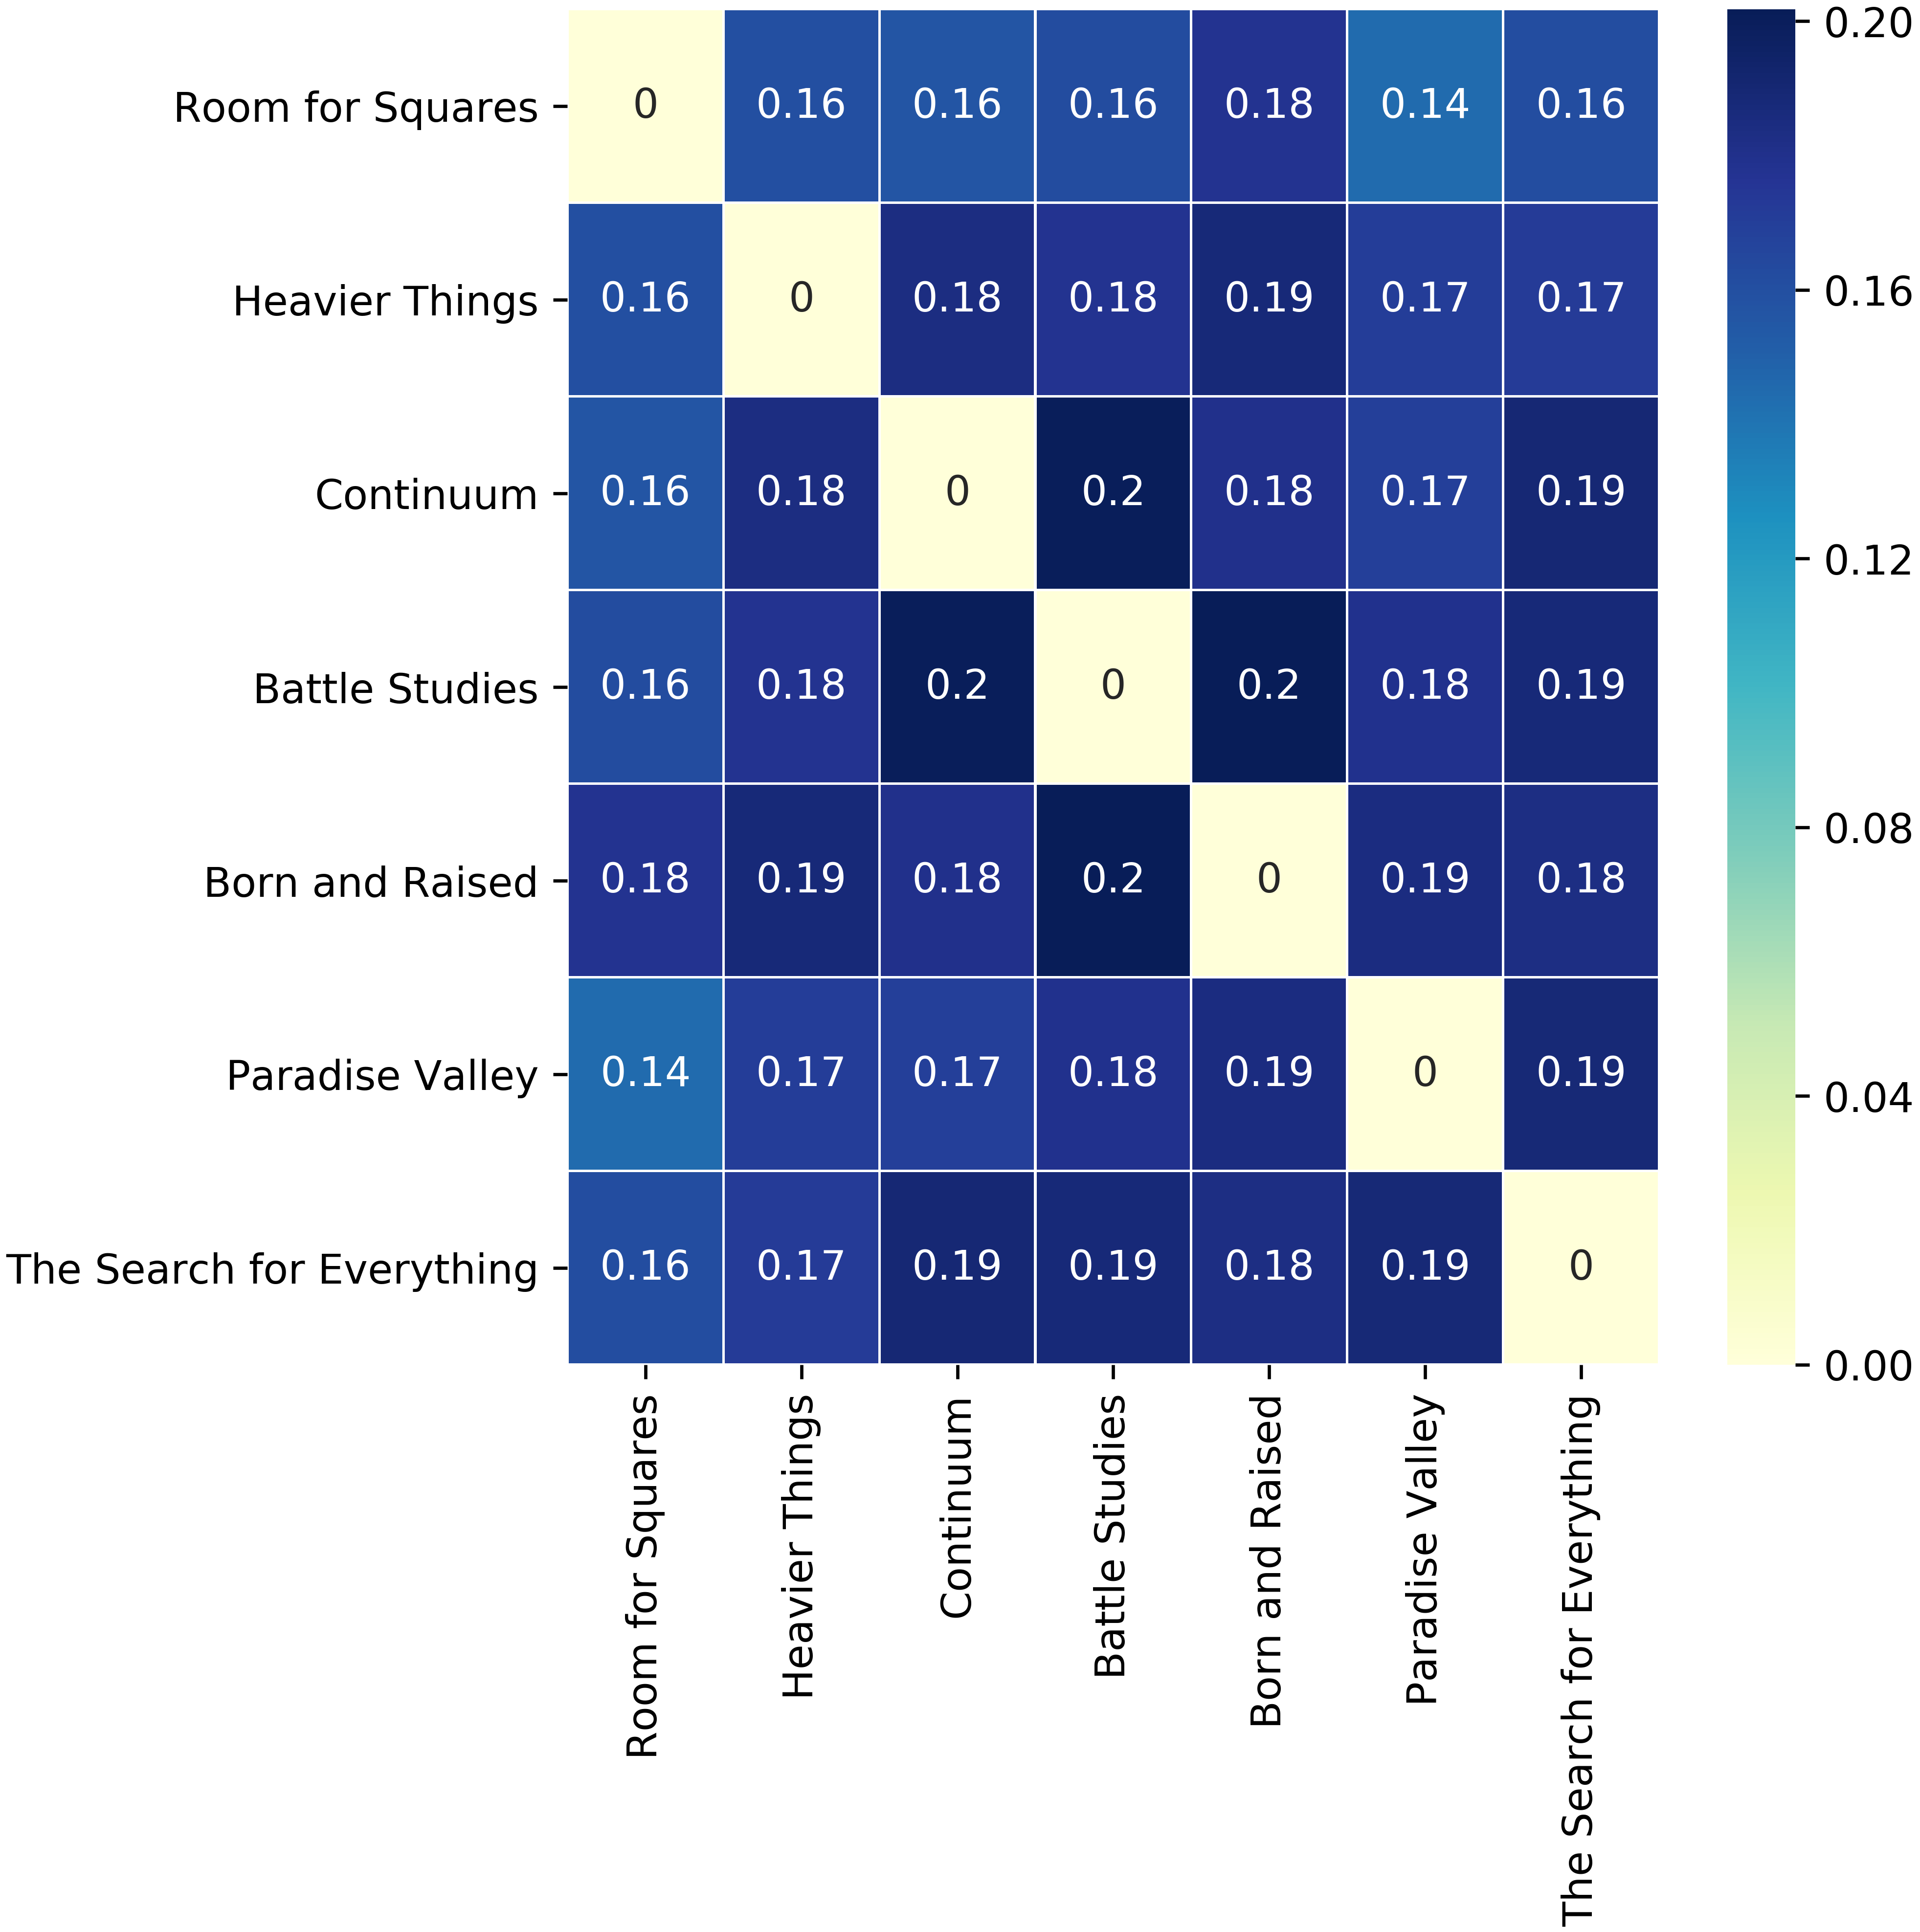 0.20
Room for Squares 0 0.16 0.16 0.16 0.18 0.14 0.16
Heavier Things 0.16 0 0.18 0.18 0.19 0.17 0.17
0.16
Continuum 0.16 0.18 0 0.2 0.18 0.17 0.19
0.12
Battle Studies 0.16 0.18 0.2 0 0.2 0.18 0.19
0.08
Born and Raised 0.18 0.19 0.18 0.2 0 0.19 0.18
Paradise Valley 0.14 0.17 0.17 0.18 0.19 0 0.19
0.04
The Search for Everything 0.16 0.17 0.19 0.19 0.18 0.19 0
0.00
Room for Squares
Heavier Things
Continuum
Battle Studies
Born and Raised
Paradise Valley
The Search for Everything